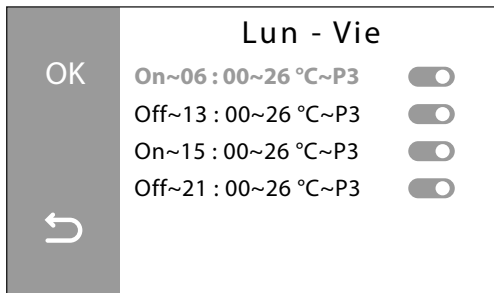 Lun - Vie
OK
On~06 : 00~26 °C~P3
Off~13 : 00~26 °C~P3
On~15 : 00~26 °C~P3
Off~21 : 00~26 °C~P3